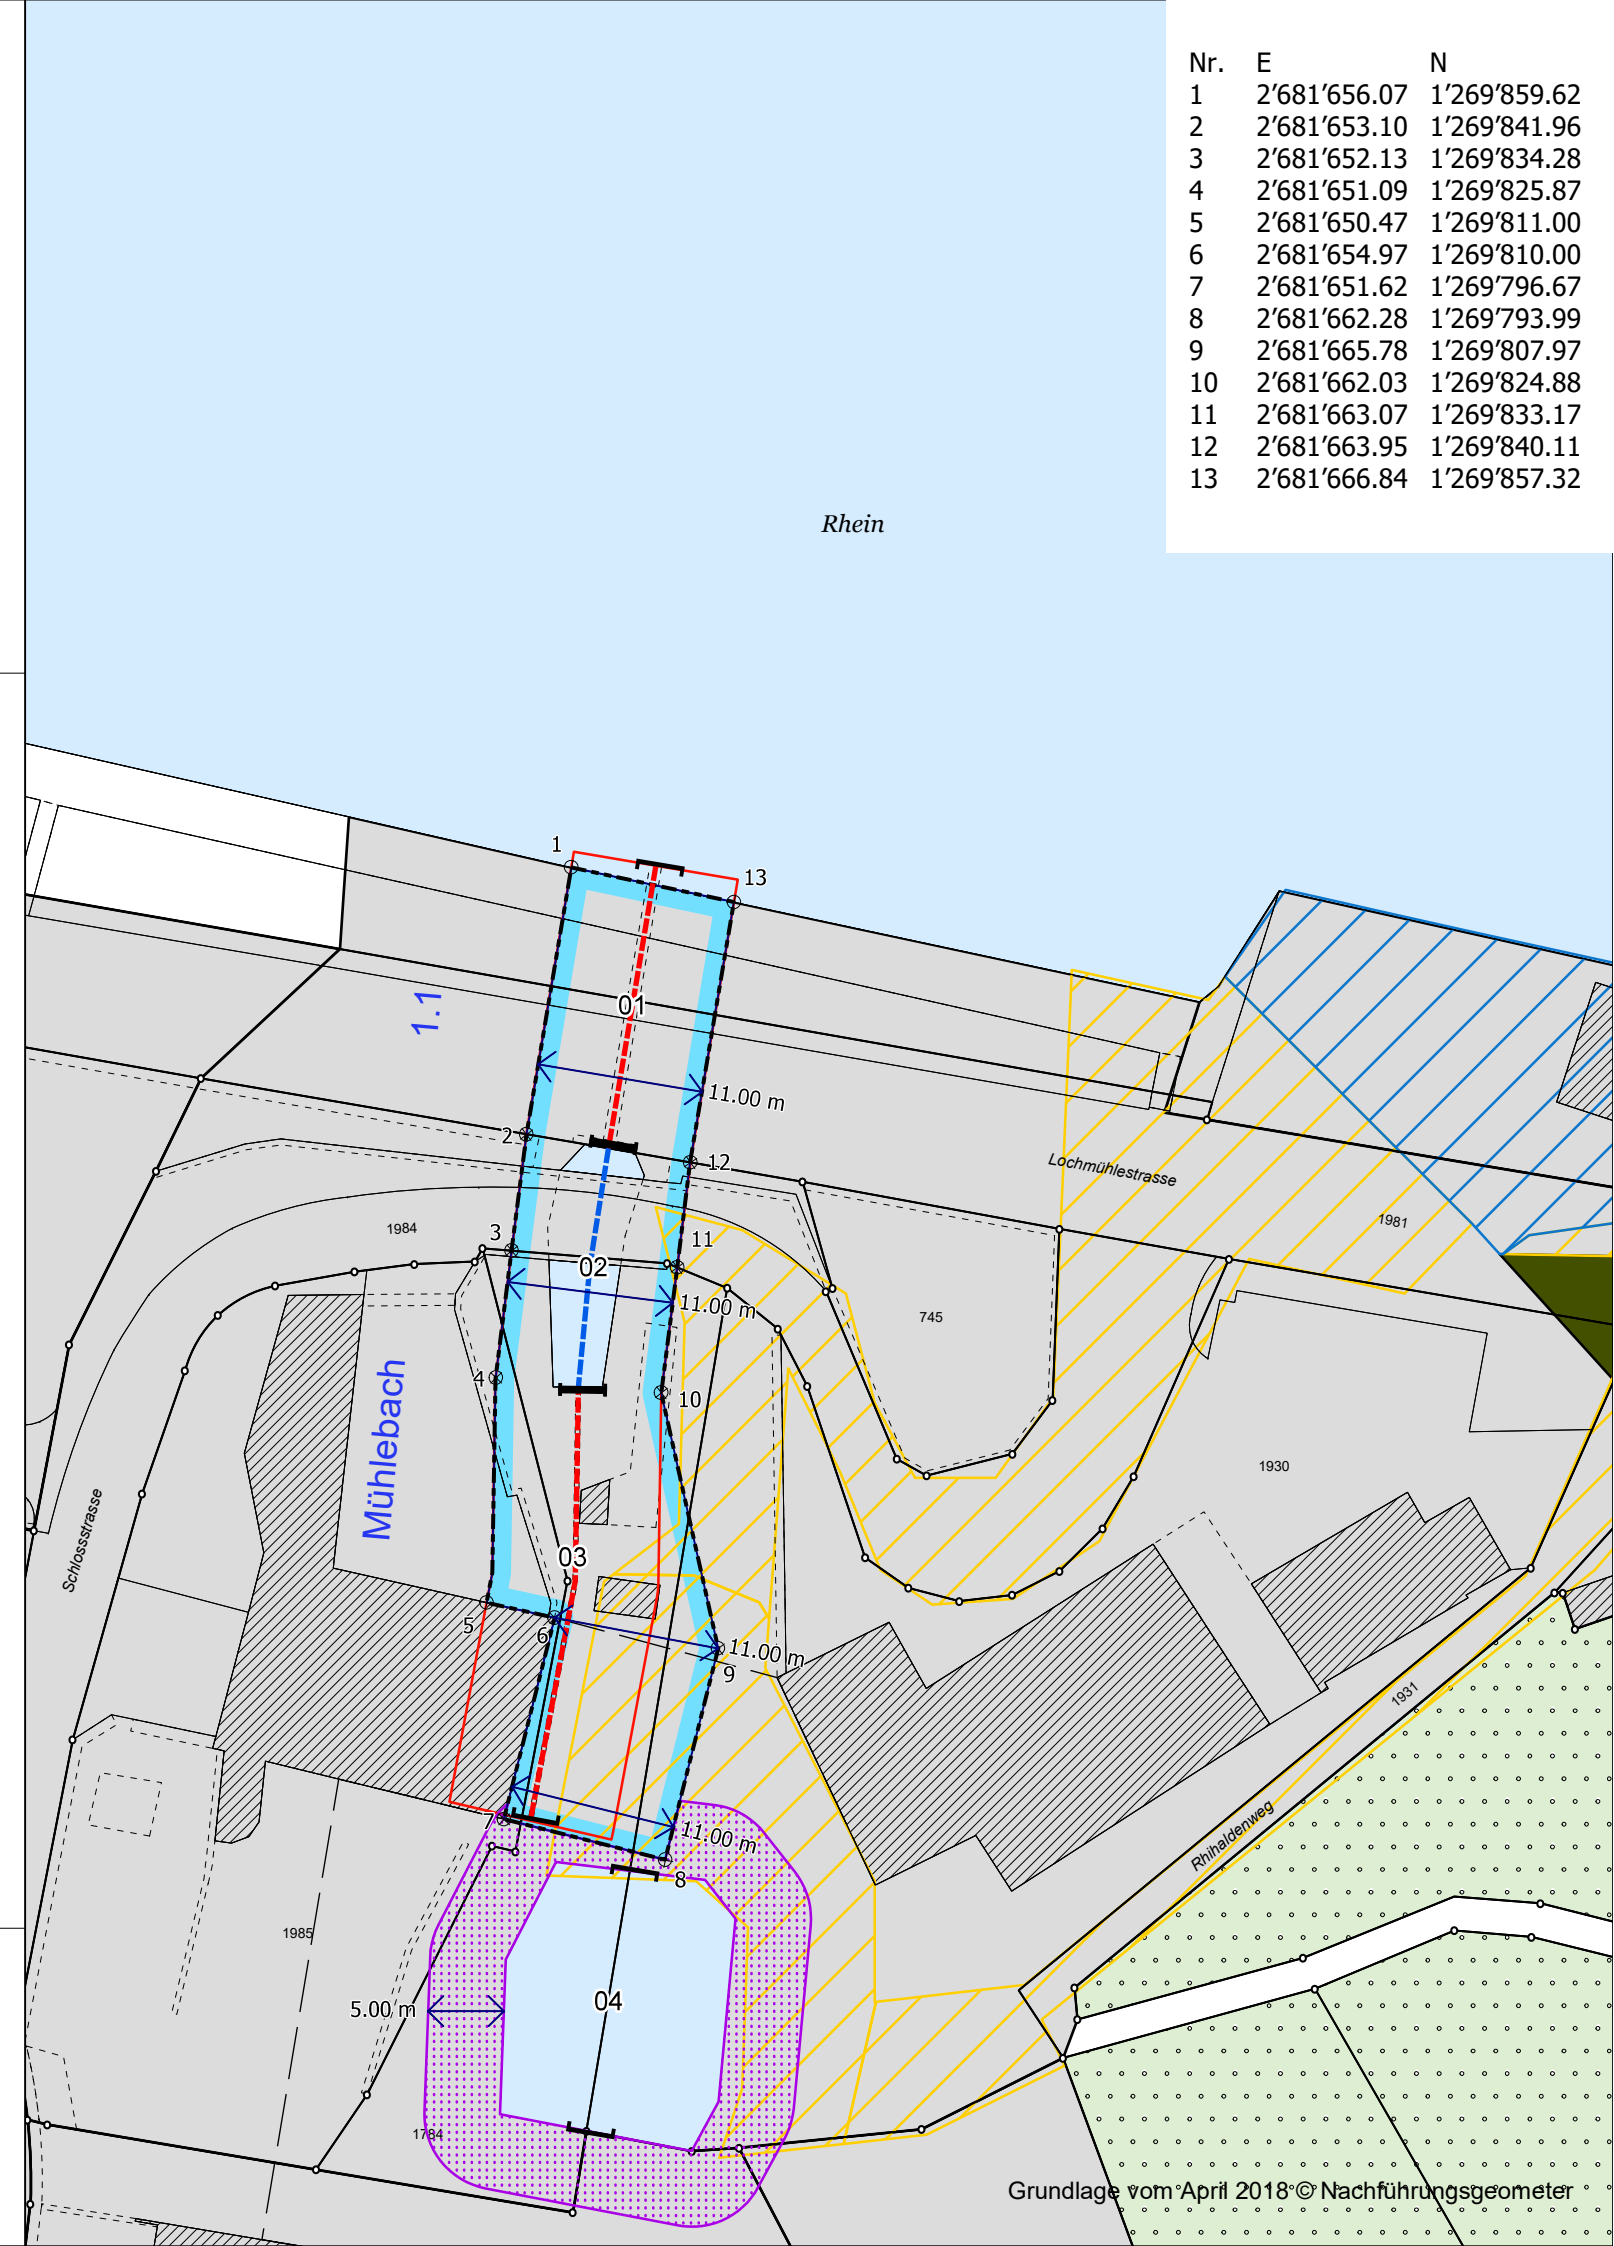 Nr. E N
1 2'681'656.07 1'269'859.62
2 2'681'653.10 1'269'841.96
3 2'681'652.13 1'269'834.28
4 2'681'651.09 1'269'825.87
5 2'681'650.47 1'269'811.00
6 2'681'654.97 1'269'810.00
7 2'681'651.62 1'269'796.67
8 2'681'662.28 1'269'793.99
9 2'681'665.78 1'269'807.97
10 2'681'662.03 1'269'824.88
11 2'681'663.07 1'269'833.17
12 2'681'663.95 1'269'840.11
13 2'681'666.84 1'269'857.32
Rhein
1
13
01
1.1
11.00 m
2
12
Lochmühlestrasse
1984
3
11
1981
02
11.00 m
745
4
10
Mühlebach
1930
Schlossstrasse
03
5
6
11.00 m
9
1931
7
11.00 m
Rhihaldenweg
8
1985
04
5.00 m
1784
Grundlage vom April 2018 © Nachführungsgeometer